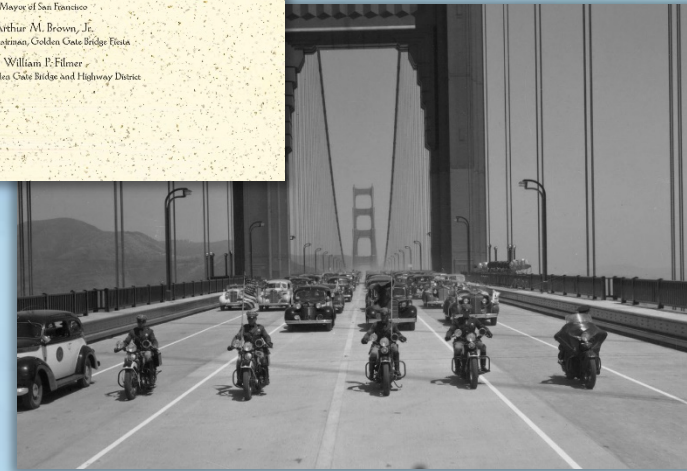 Mayor of San Francisco
Arthur M. Brown, Jr.
Golden Gate Bridge Fiesta
William P. Filmer
Gate Bridge and Highway District